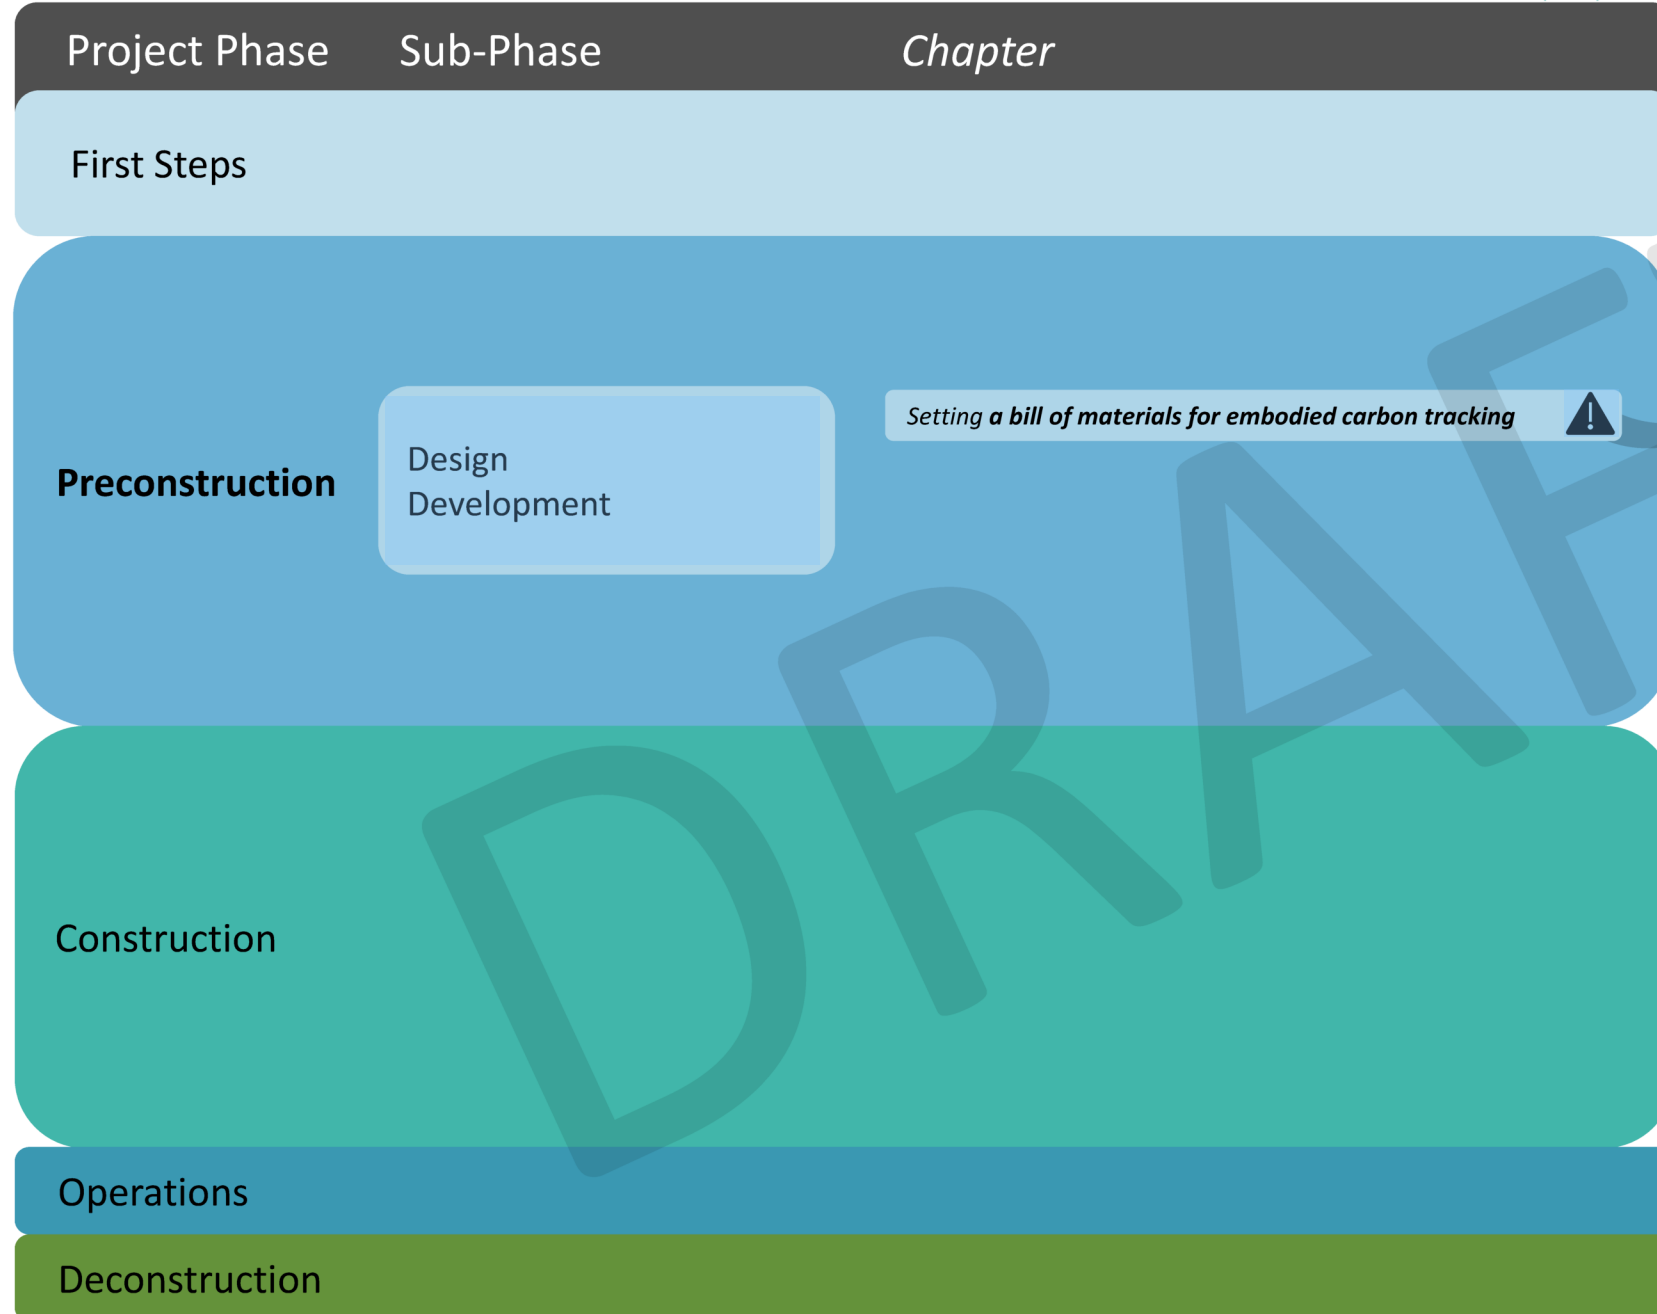 Project Phase Sub-Phase Chapter
First Steps
Setting a bill of materials for embodied carbon tracking
Design
Development
Preconstruction
Construction
Operations
Deconstruction
DRAF